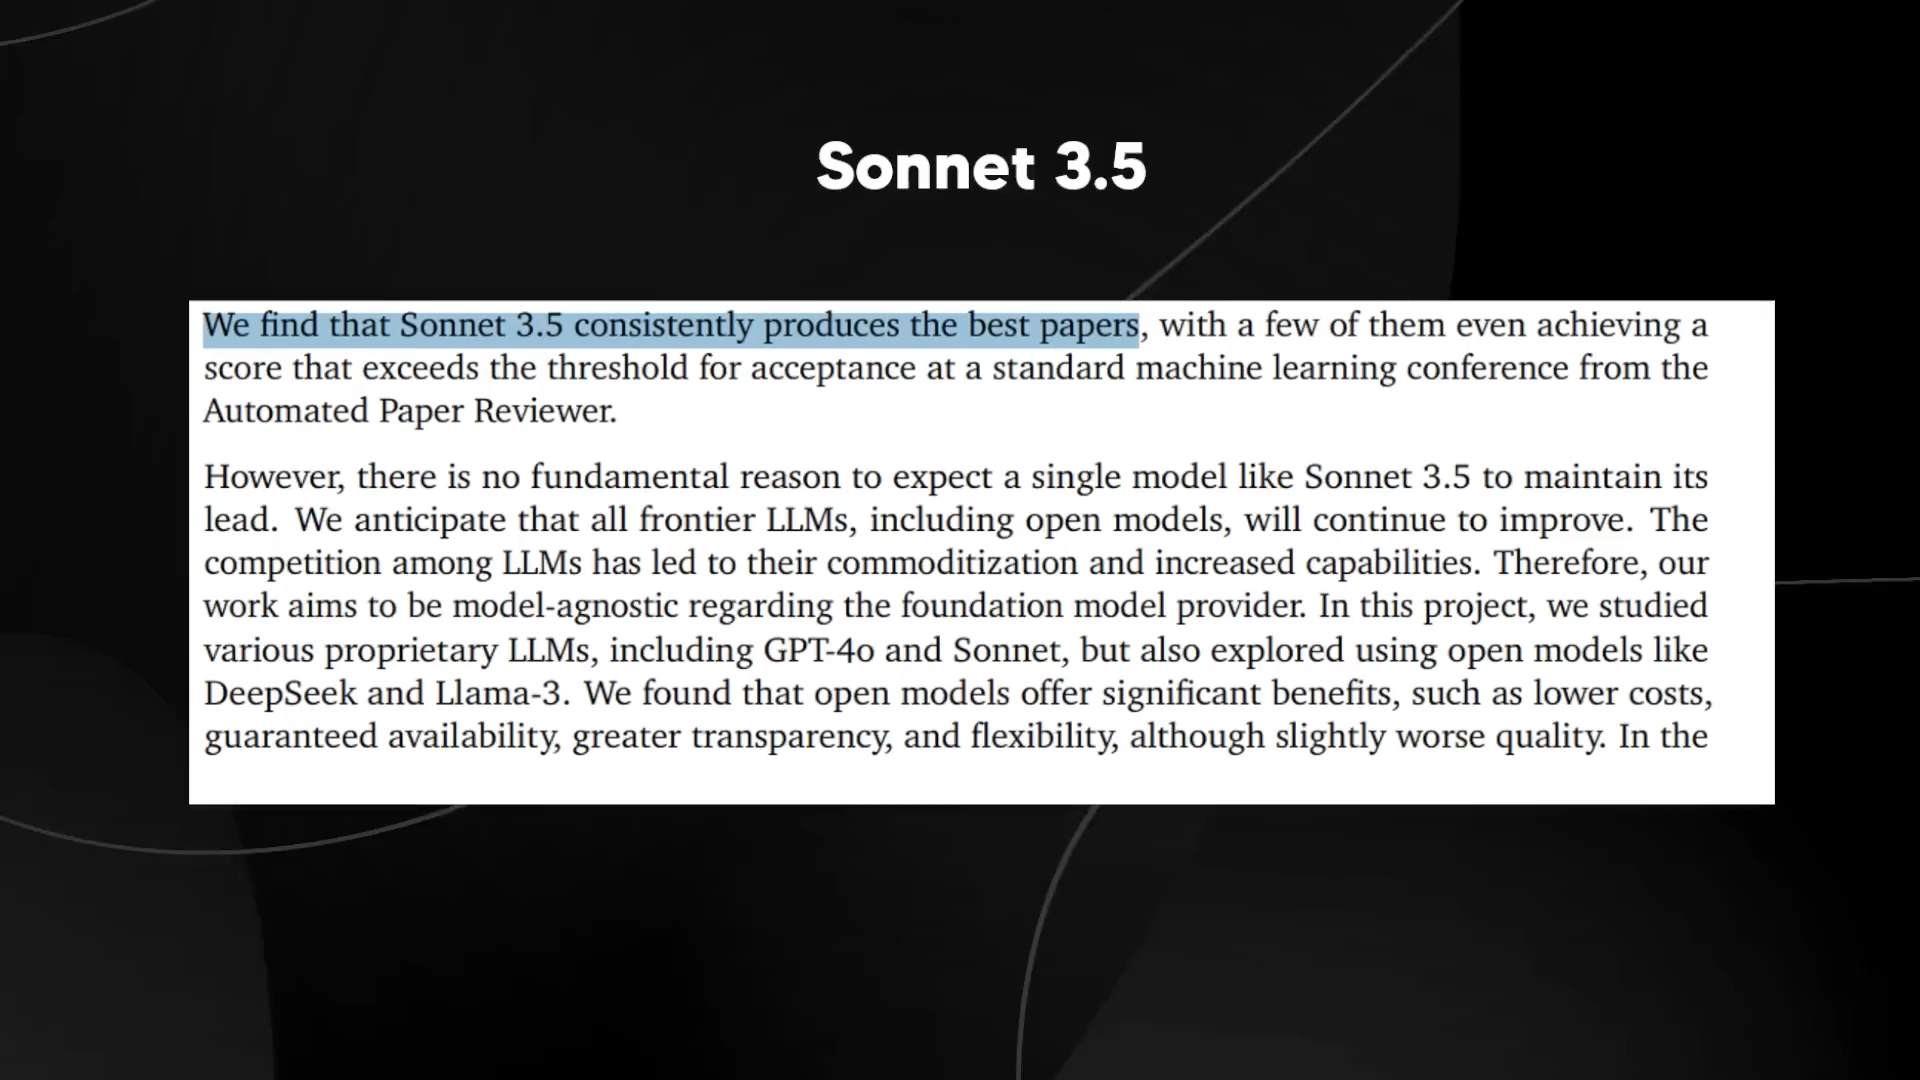 Sonnet 3.5
We find that Sonnet 3.5 consistently produces the best papers, with a few of them even achieving a
score that exceeds the threshold for acceptance at a standard machine learning conference from the
Automated Paper Reviewer.
However, there is no fundamental reason to expect a single model like Sonnet 3.5 to maintain its
lead. We anticipate that all frontier LLMs, including open models, will continue to improve. The
competition among LLMs has led to their commoditization and increased capabilities. Therefore, our
work aims to be model-agnostic regarding the foundation model provider. In this project, we studied
various proprietary LLMs, including GPT-4o and Sonnet, but also explored using open models like
DeepSeek and Llama-3. We found that open models offer significant benefits, such as lower costs,
guaranteed availability, greater transparency, and flexibility, although slightly worse quality. In the